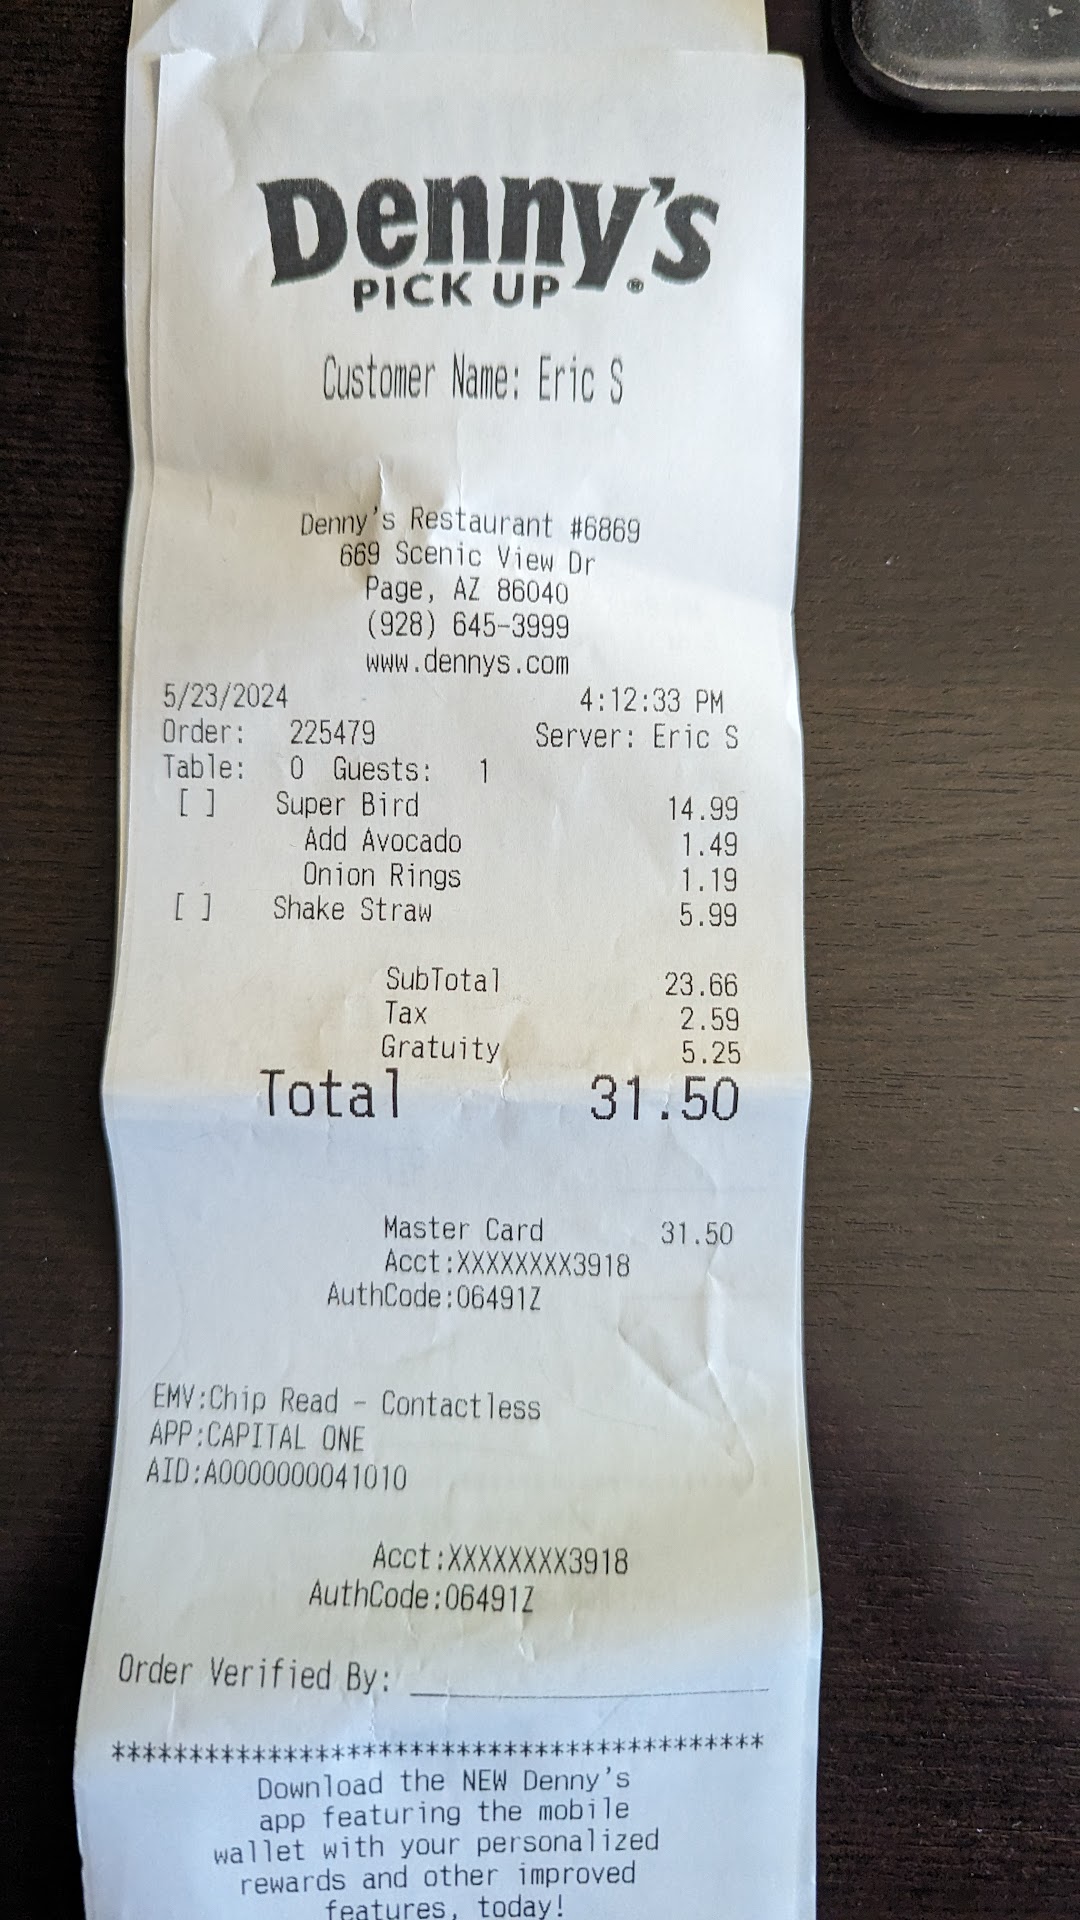 Denny's
PICK UP ®
Customer Name: Eric S
Denny's Restaurant #6869
669 Scenic View Dr
Page, AZ 86040
(928) 645-3999
www.dennys.com
5/23/2024 4:12:33 PM
Order: 225479 Server: Eric S
Table: 0 Guests: 1
[ ] Super Bird 14.99
Add Avocado 1.49
Onion Rings 1.19
[ ] Shake Straw 5.99
SubTotal 23.66
Tax 2.59
Gratuity 5.25
Total 31.50
Master Card 31.50
Acct:XXXXXXXX3918
AuthCode:06491Z
EMV:Chip Read - Contactless
APP:CAPITAL ONE
AID:A0000000041010
Acct:XXXXXXXX3918
AuthCode:06491Z
Order Verified By: ____________________
******************************************
Download the NEW Denny's
app featuring the mobile
wallet with your personalized
rewards and other improved
features, today!